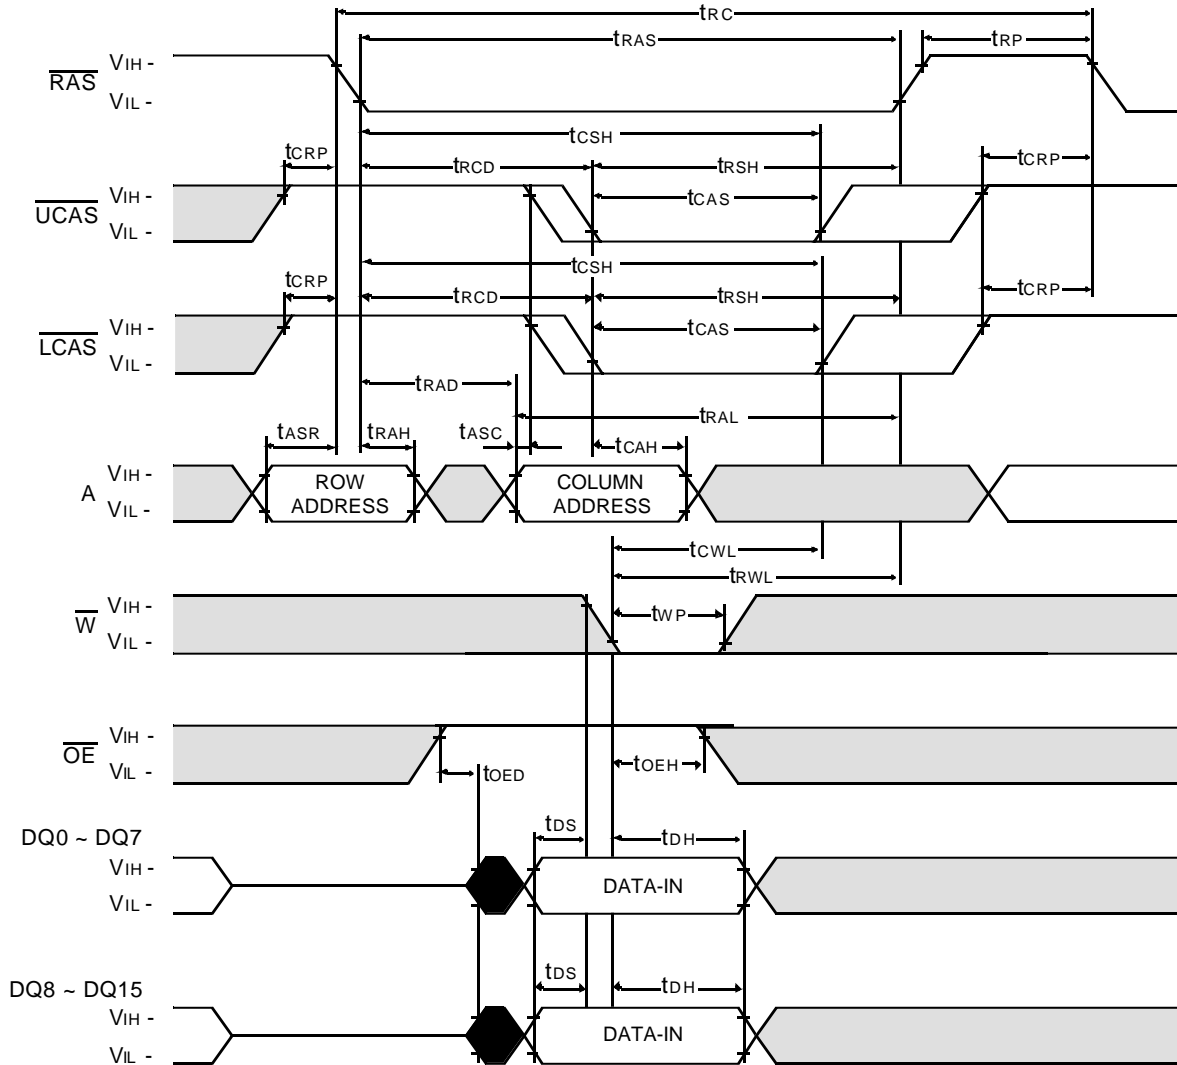 tRC
tRAS
tRP
RAS
VIH -
VIL -
tCSH
tCRP
tRCD
tRSH
tCRP
UCAS
VIH -
VIL -
tCAS
tCSH
tCRP
tRCD
tRSH
tCRP
LCAS
VIH -
VIL -
tCAS
tRAD
tRAL
tASR
tRAH
tASC
tCAH
A
VIH -
VIL -
ROW
ADDRESS
COLUMN
ADDRESS
tCWL
tRWL
W
VIH -
VIL -
tWP
OE
VIH -
VIL -
tOED
tOEH
DQ0 ~ DQ7
VIH -
VIL -
tDS
tDH
DATA-IN
DQ8 ~ DQ15
VIH -
VIL -
tDS
tDH
DATA-IN